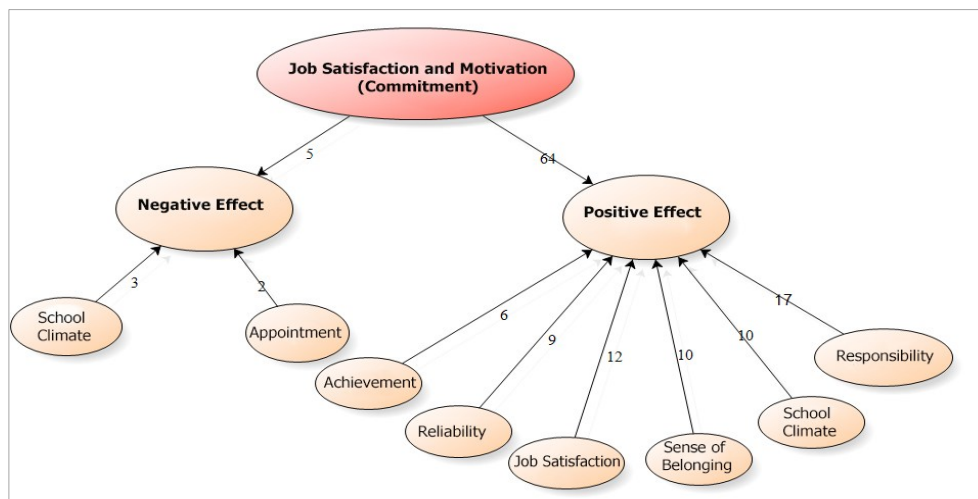 Job Satisfaction and Motivation
(Commitment)
5
64
Negative Effect
Positive Effect
3
2
6
9
12
10
10
17
School
Climate
Appointment
Achievement
Reliability
Job Satisfaction
Sense of
Belonging
School
Climate
Responsibility